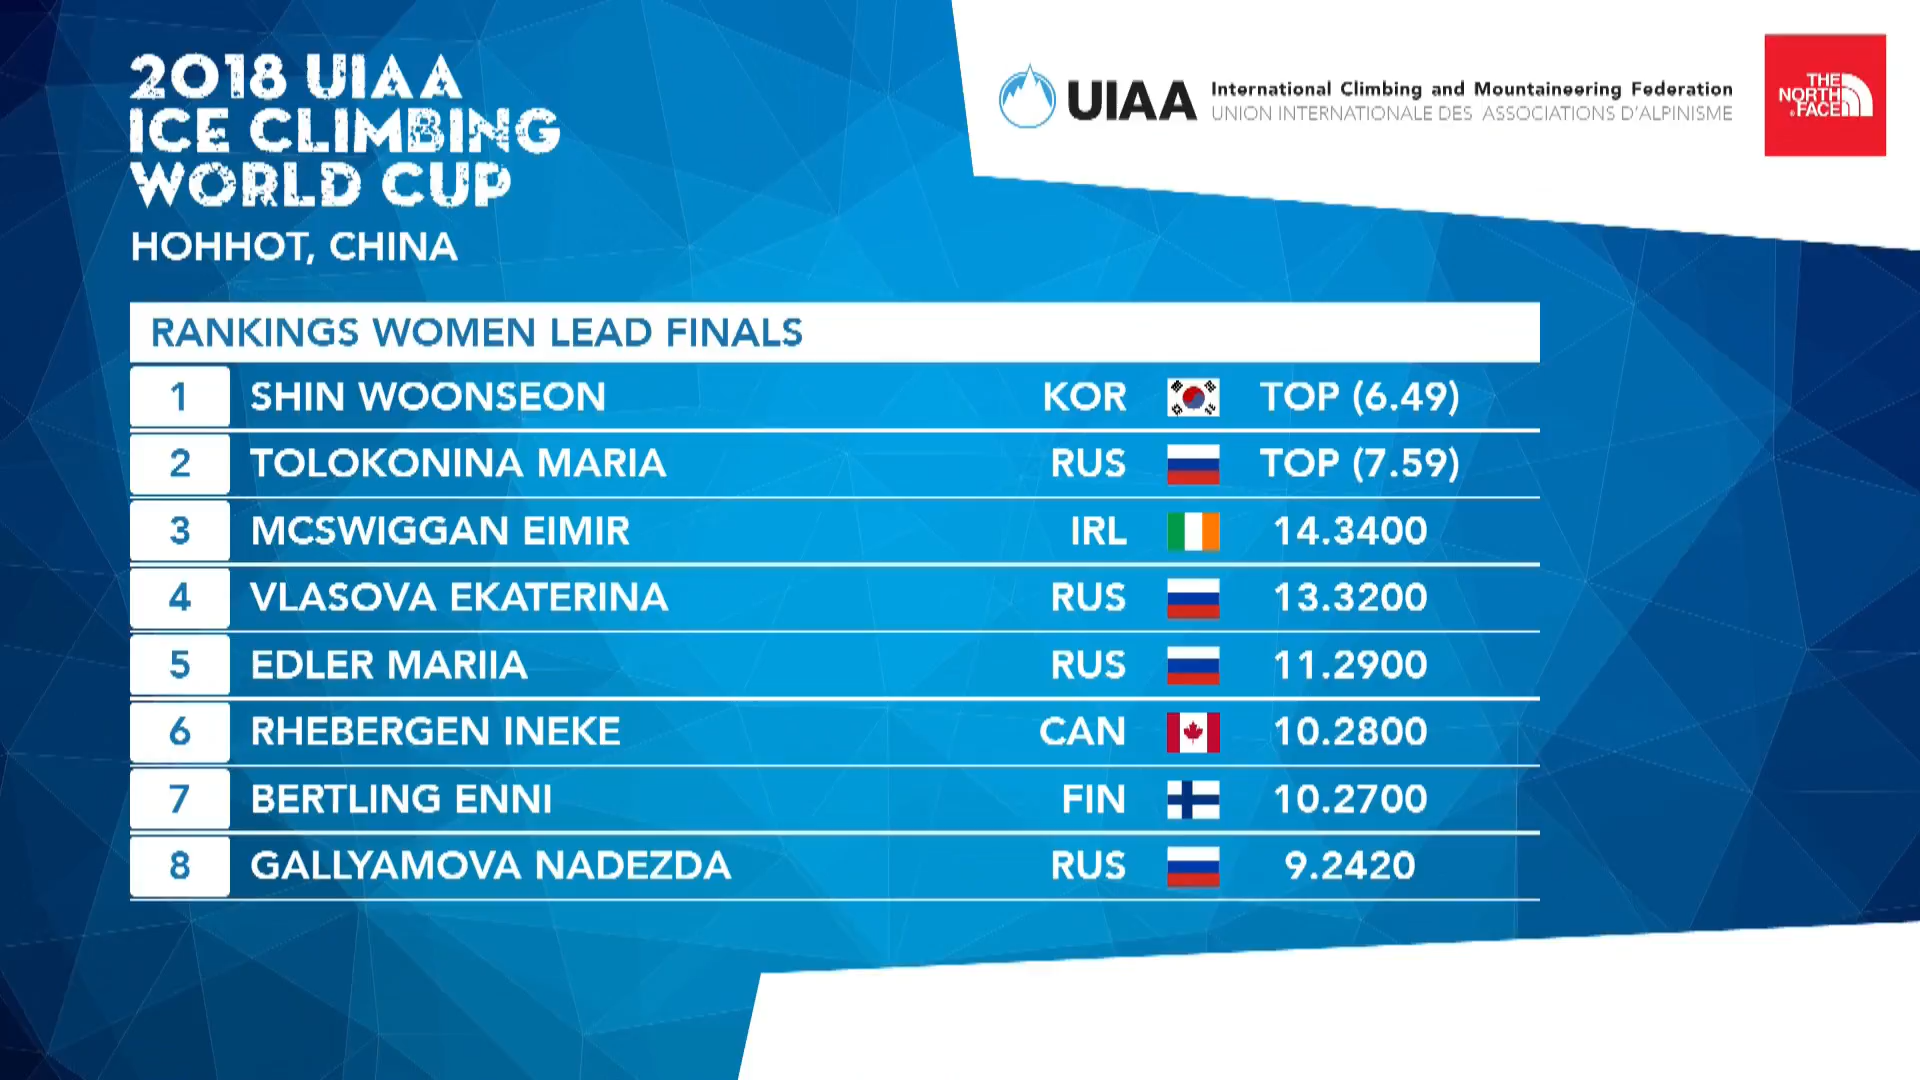 2018 UIAA
ICE CLIMBING
WORLD CUP
HOHHOT, CHINA
UIAA International Climbing and Mountaineering Federation
UNION INTERNATIONALE DES ASSOCIATIONS D'ALPINISME
THE
NORTH
FACE
RANKINGS WOMEN LEAD FINALS
1 SHIN WOONSEON KOR TOP (6.49)
2 TOLOKONINA MARIA RUS TOP (7.59)
3 MCSWIGGAN EIMIR IRL 14.3400
4 VLASOVA EKATERINA RUS 13.3200
5 EDLER MARIIA RUS 11.2900
6 RHEBERGEN INEKE CAN 10.2800
7 BERTLING ENNI FIN 10.2700
8 GALLYAMOVA NADEZDA RUS 9.2420